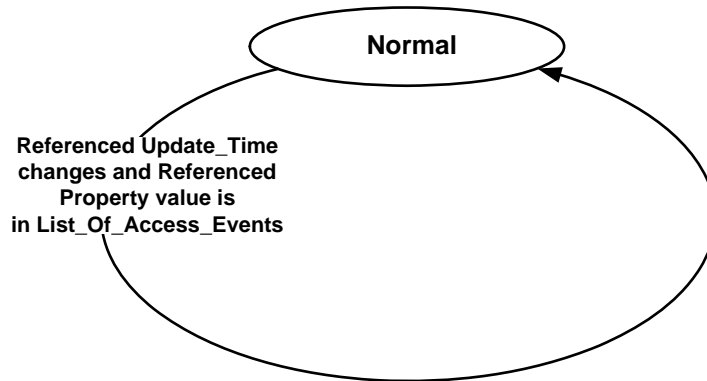 Normal
Referenced Update_Time
changes and Referenced
Property value is
in List_Of_Access_Events